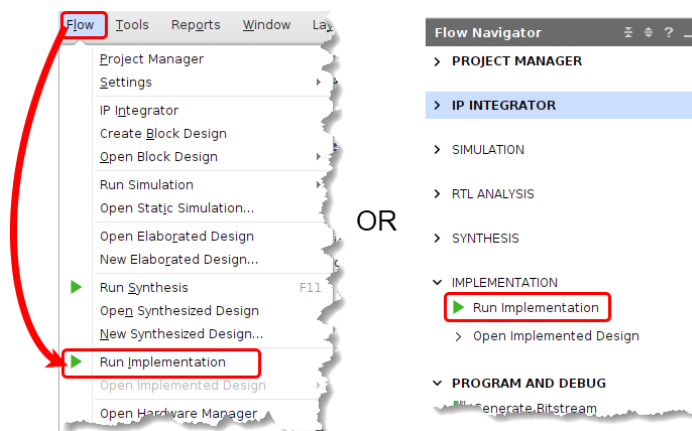 Flow Tools Reports Window Lay
Project Manager
Settings
IP Integrator
Create Block Design
Open Block Design
Run Simulation
Open Static Simulation...
Open Elaborated Design
New Elaborated Design...
Run Synthesis F11
Open Synthesized Design
New Synthesized Design...
Run Implementation
Open Implemented Design
Open Hardware Manager
OR
Flow Navigator ?
PROJECT MANAGER
IP INTEGRATOR
SIMULATION
RTL ANALYSIS
SYNTHESIS
IMPLEMENTATION
Run Implementation
Open Implemented Design
PROGRAM AND DEBUG
Generate Bitstream